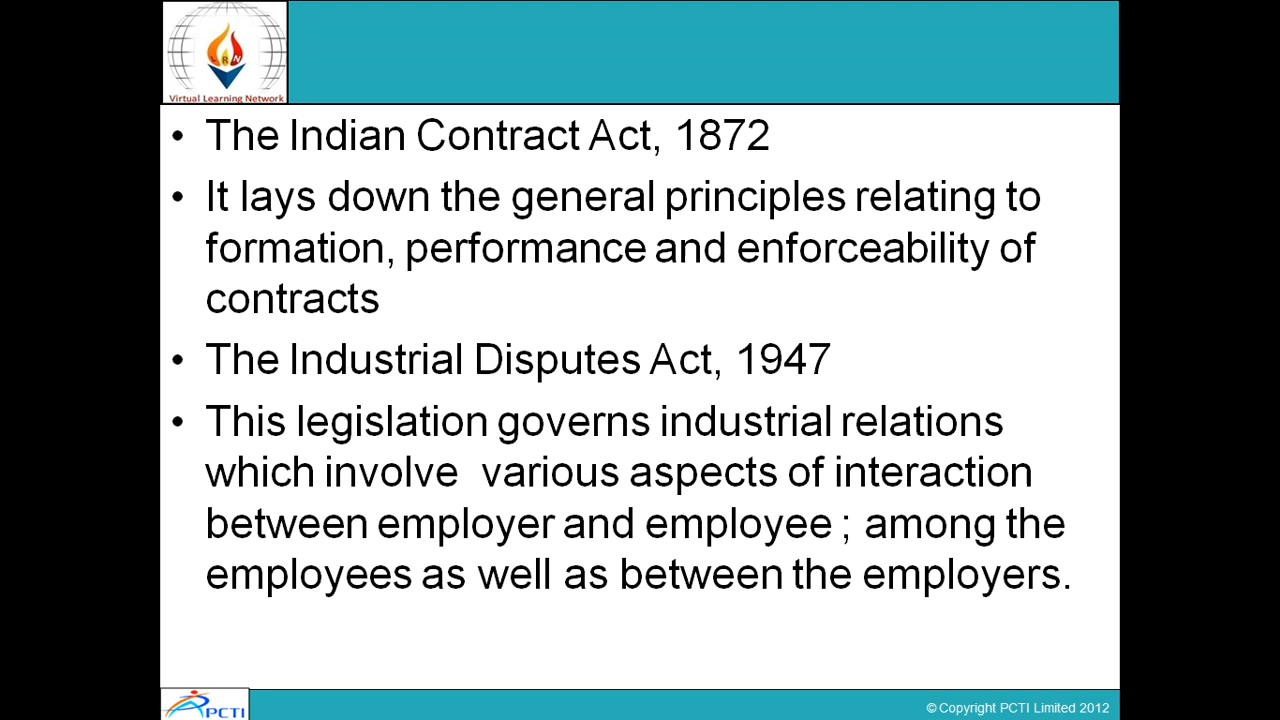 LRN
Virtual Learning Network
• The Indian Contract Act, 1872
• It lays down the general principles relating to
formation, performance and enforceability of
contracts
• The Industrial Disputes Act, 1947
• This legislation governs industrial relations
which involve  various aspects of interaction
between employer and employee ; among the
employees as well as between the employers.
PCTI
© Copyright PCTI Limited 2012